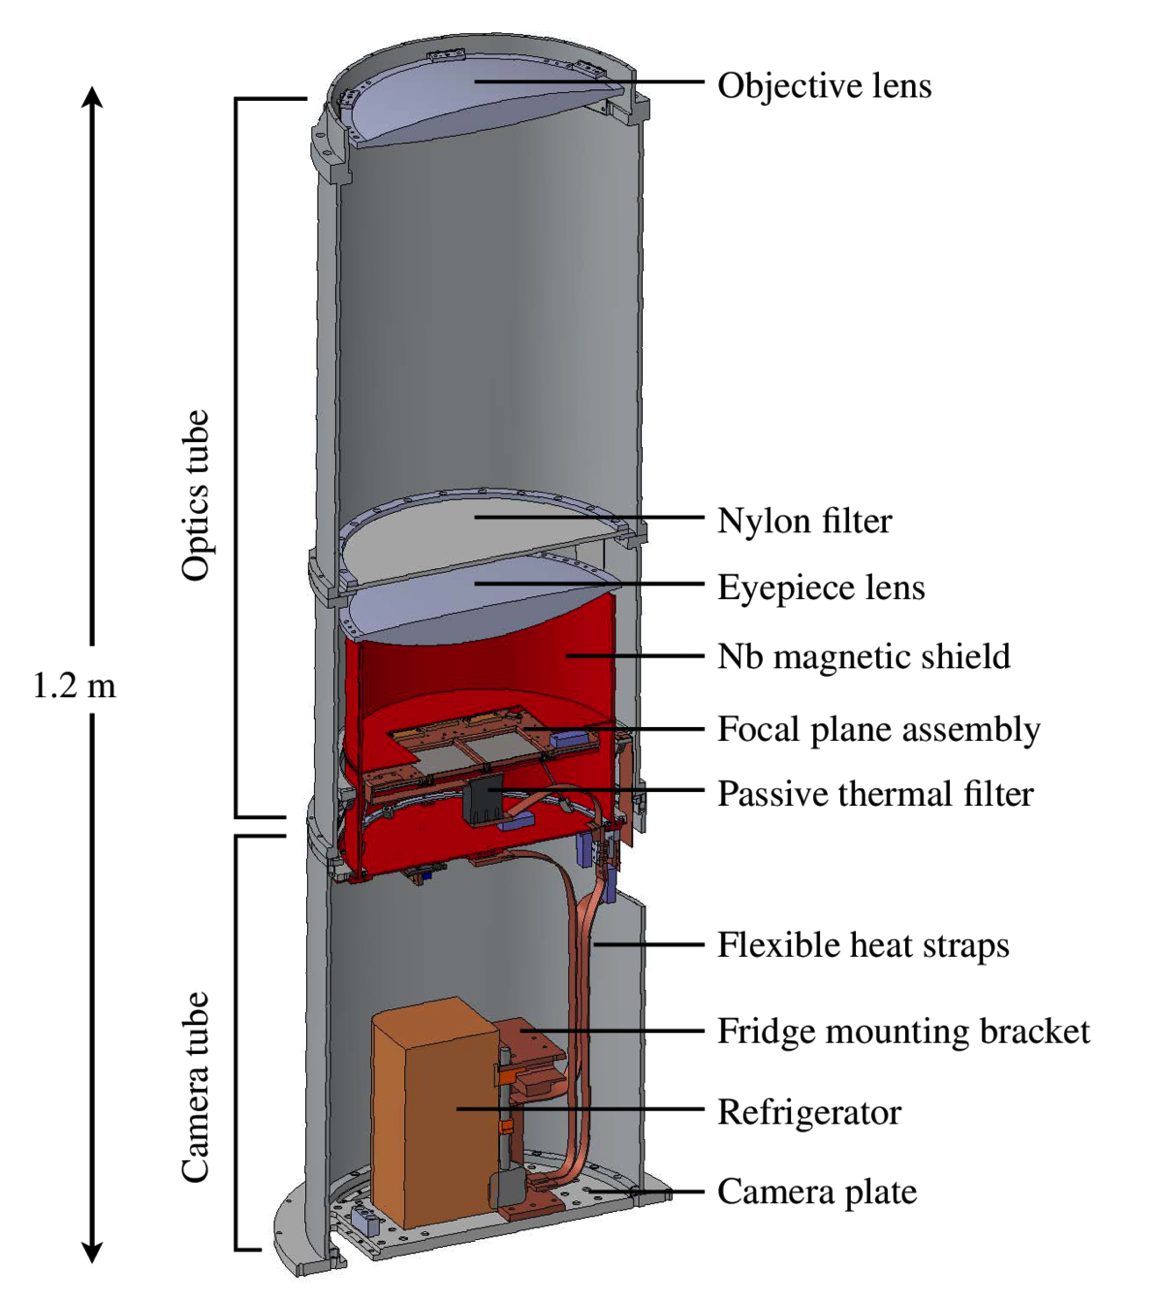 Objective lens
Optics tube
Nylon filter
Eyepiece lens
Nb magnetic shield
1.2 m
Focal plane assembly
Passive thermal filter
Flexible heat straps
Camera tube
Fridge mounting bracket
Refrigerator
Camera plate